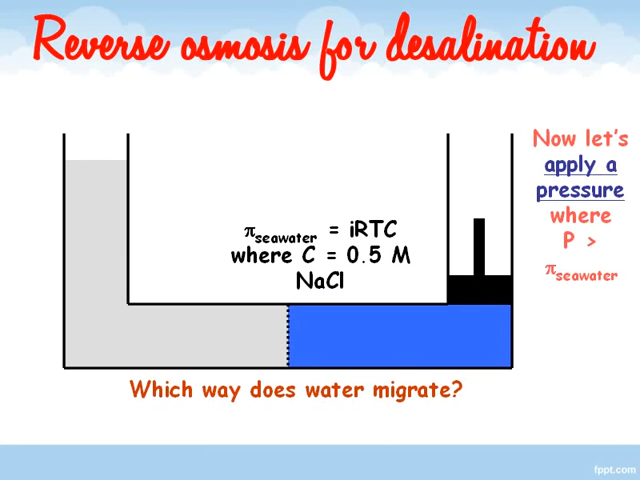 Reverse osmosis for desalination
Now let's
apply a
pressure
where
P >
πseawater
πseawater = iRTC
where C = 0.5 M
NaCl
Which way does water migrate?
fppt.com